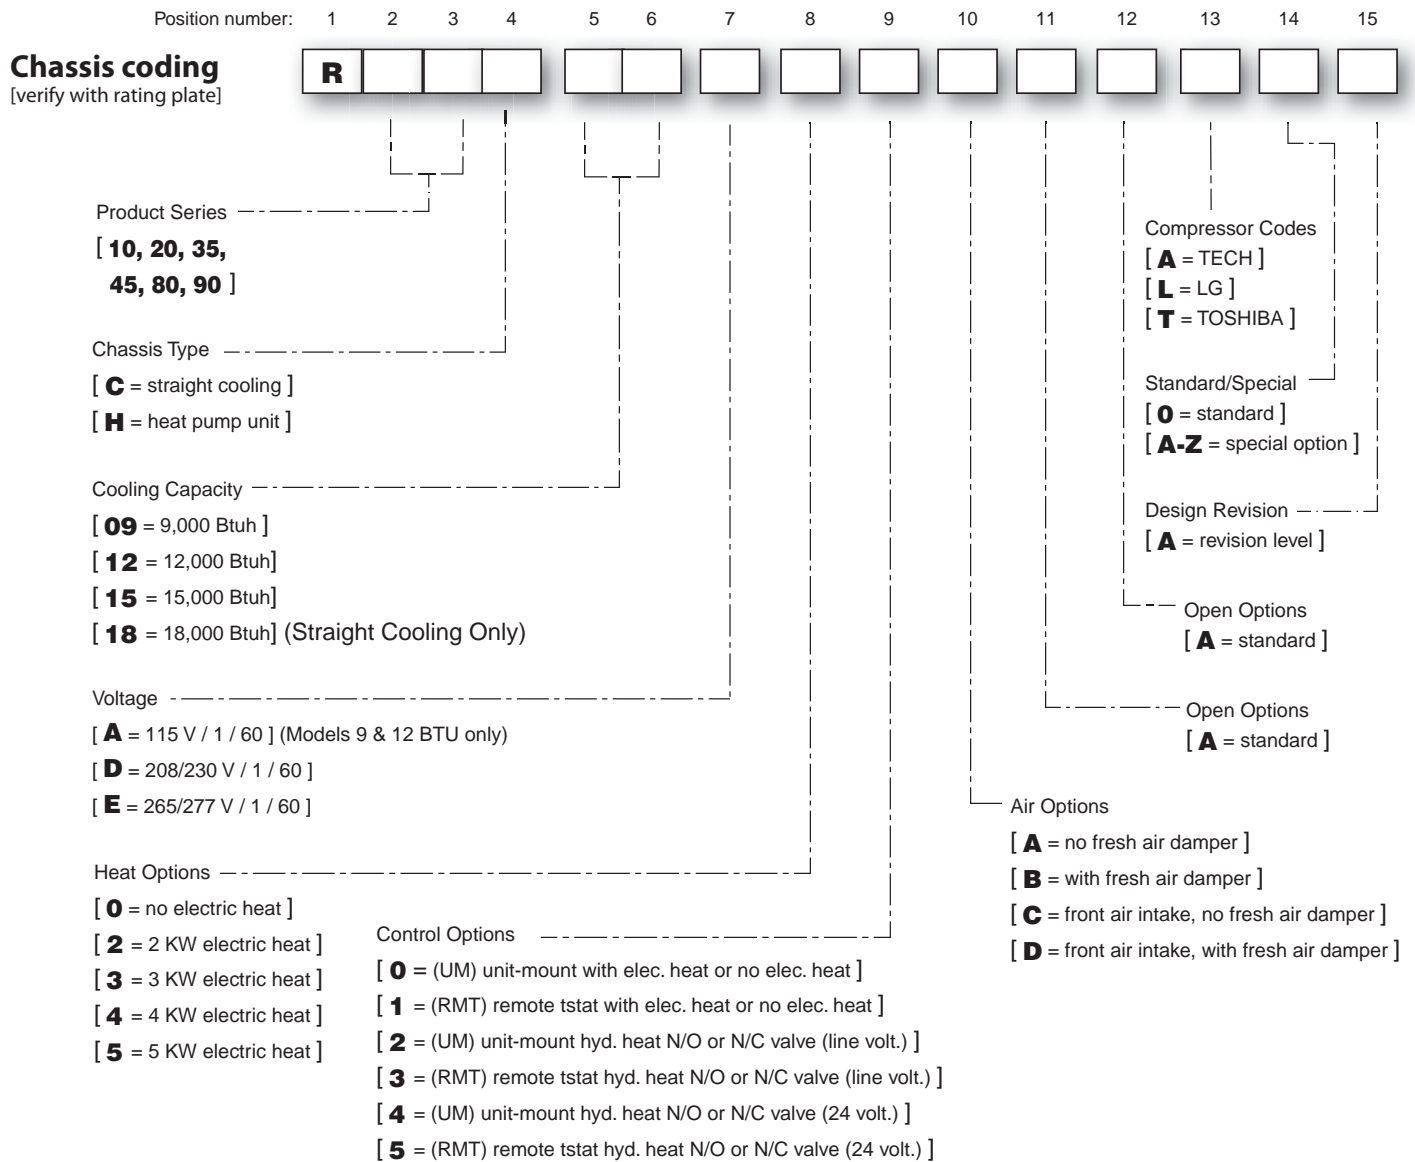 Position number: 1 2 3 4 5 6 7 8 9 10 11 12 13 14 15
Chassis coding
[verify with rating plate]
R
Product Series
[ 10, 20, 35,
45, 80, 90 ]
Chassis Type
[ C = straight cooling ]
[ H = heat pump unit ]
Cooling Capacity
[ 09 = 9,000 Btuh ]
[ 12 = 12,000 Btuh]
[ 15 = 15,000 Btuh]
[ 18 = 18,000 Btuh] (Straight Cooling Only)
Voltage
[ A = 115 V / 1 / 60 ] (Models 9 & 12 BTU only)
[ D = 208/230 V / 1 / 60 ]
[ E = 265/277 V / 1 / 60 ]
Heat Options
[ 0 = no electric heat ]
[ 2 = 2 KW electric heat ]
[ 3 = 3 KW electric heat ]
[ 4 = 4 KW electric heat ]
[ 5 = 5 KW electric heat ]
Control Options
[ 0 = (UM) unit-mount with elec. heat or no elec. heat ]
[ 1 = (RMT) remote tstat with elec. heat or no elec. heat ]
[ 2 = (UM) unit-mount hyd. heat N/O or N/C valve (line volt.) ]
[ 3 = (RMT) remote tstat hyd. heat N/O or N/C valve (line volt.) ]
[ 4 = (UM) unit-mount hyd. heat N/O or N/C valve (24 volt.) ]
[ 5 = (RMT) remote tstat hyd. heat N/O or N/C valve (24 volt.) ]
Compressor Codes
[ A = TECH ]
[ L = LG ]
[ T = TOSHIBA ]
Standard/Special
[ 0 = standard ]
[ A-Z = special option ]
Design Revision
[ A = revision level ]
Open Options
[ A = standard ]
Open Options
[ A = standard ]
Air Options
[ A = no fresh air damper ]
[ B = with fresh air damper ]
[ C = front air intake, no fresh air damper ]
[ D = front air intake, with fresh air damper ]